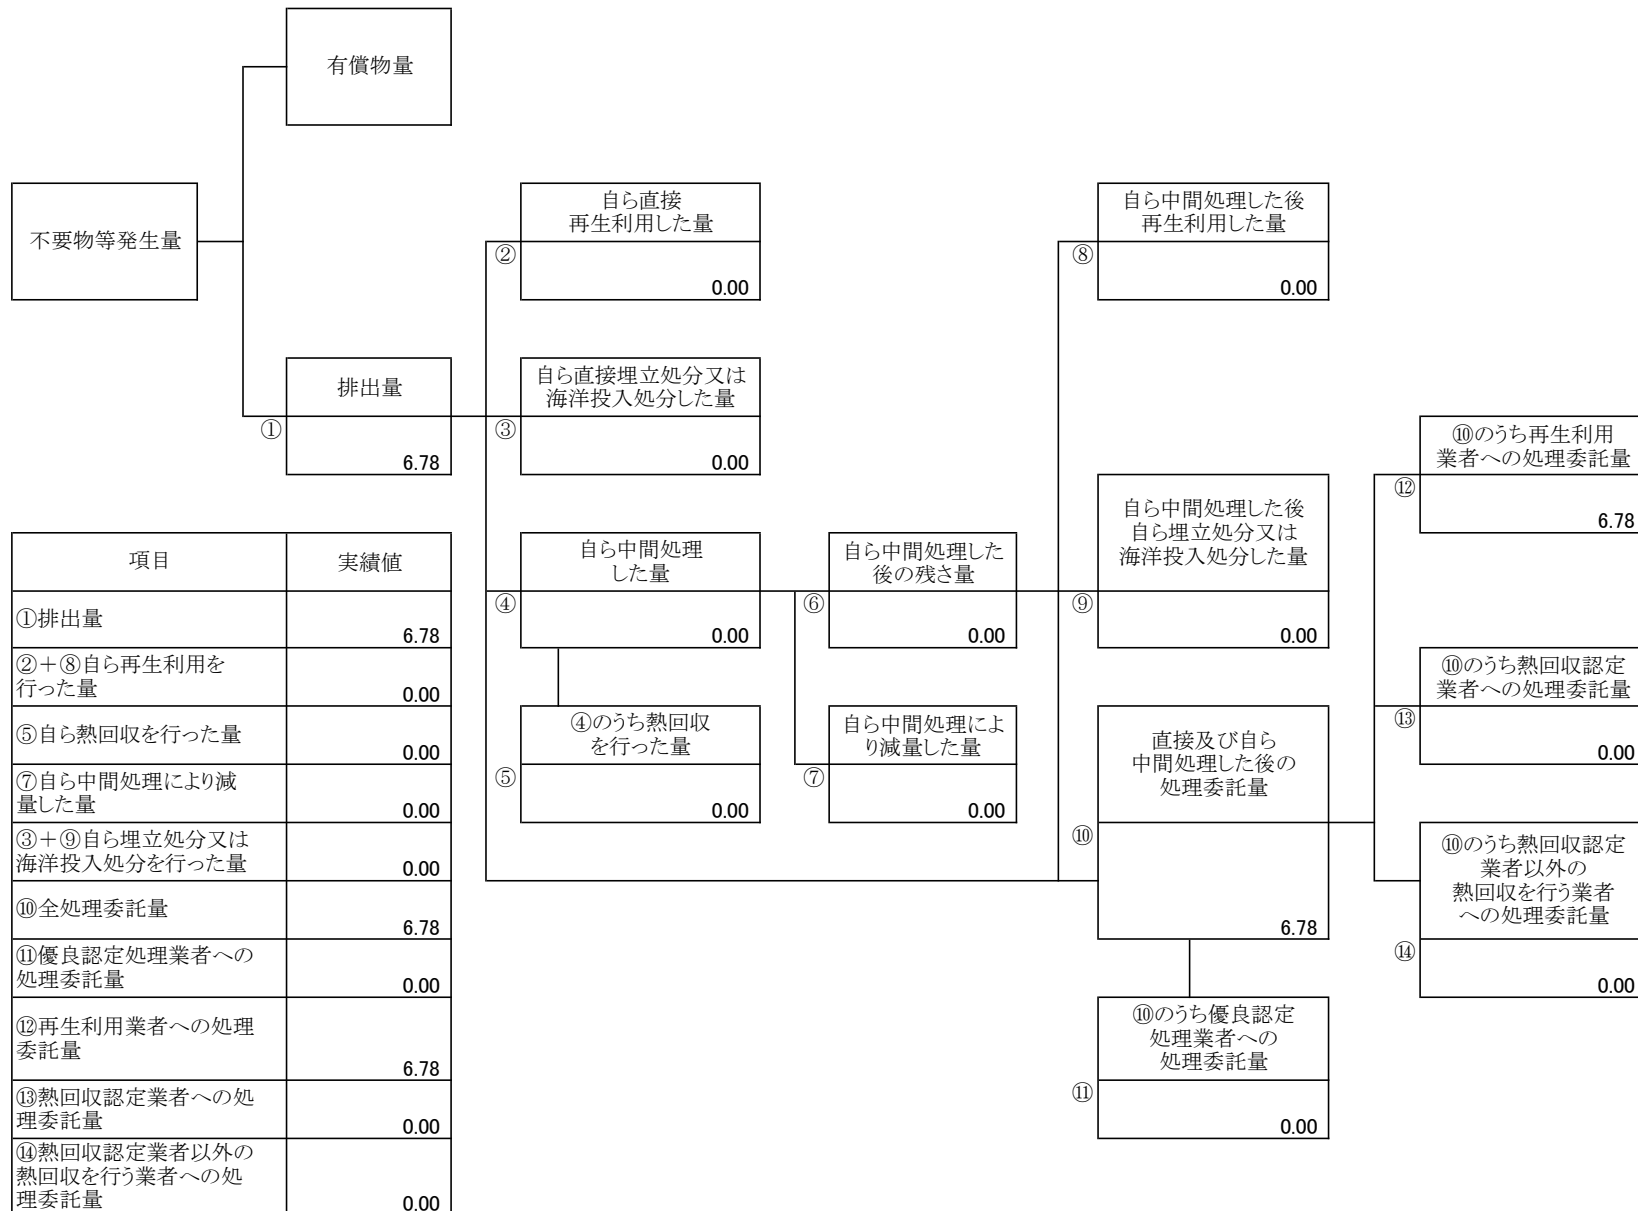 有償物量
不要物等発生量
排出量
①
6.78
自ら直接
再生利用した量
②
0.00
自ら直接埋立処分又は
海洋投入処分した量
③
0.00
自ら中間処理
した量
④
0.00
④のうち熱回収
を行った量
⑤
0.00
自ら中間処理した
後の残さ量
⑥
0.00
自ら中間処理によ
り減量した量
⑦
0.00
自ら中間処理した後
再生利用した量
⑧
0.00
自ら中間処理した後
自ら埋立処分又は
海洋投入処分した量
⑨
0.00
直接及び自ら
中間処理した後の
処理委託量
⑩
6.78
⑩のうち優良認定
処理業者への
処理委託量
⑪
0.00
⑩のうち再生利用
業者への処理委託量
⑫
6.78
⑩のうち熱回収認定
業者への処理委託量
⑬
0.00
⑩のうち熱回収認定
業者以外の
熱回収を行う業者
への処理委託量
⑭
0.00
項目 実績値
①排出量
6.78
②＋⑧自ら再生利用を
行った量
0.00
⑤自ら熱回収を行った量
0.00
⑦自ら中間処理により減
量した量
0.00
③＋⑨自ら埋立処分又は
海洋投入処分を行った量
0.00
⑩全処理委託量
6.78
⑪優良認定処理業者への
処理委託量
0.00
⑫再生利用業者への処理
委託量
6.78
⑬熱回収認定業者への処
理委託量
0.00
⑭熱回収認定業者以外の
熱回収を行う業者への処
理委託量
0.00